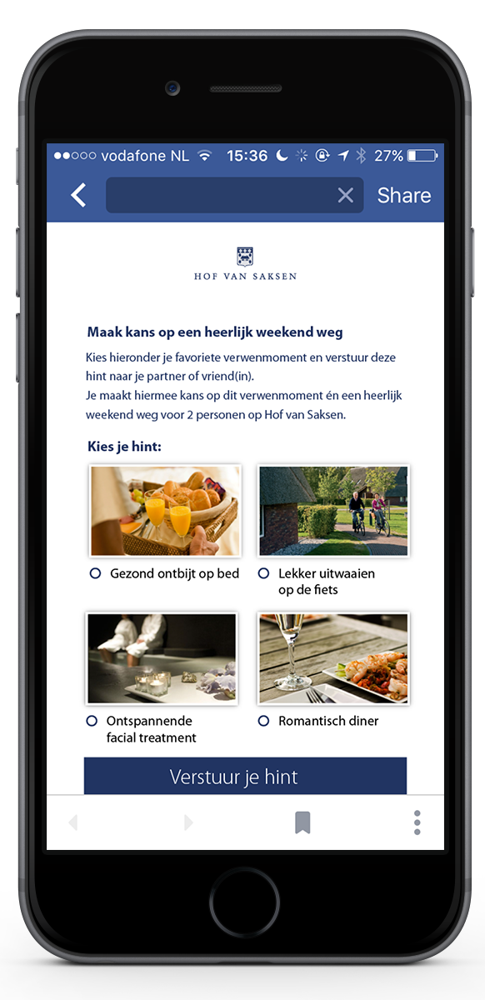 vodafone NL 15:36 27%
Share
HOF VAN SAKSEN
Maak kans op een heerlijk weekend weg
Kies hieronder je favoriete verwenmoment en verstuur deze
hint naar je partner of vriend(in).
Je maakt hiermee kans op dit verwenmoment én een heerlijk
weekend weg voor 2 personen op Hof van Saksen.
Kies je hint:
Gezond ontbijt op bed
Lekker uitwaaien
op de fiets
Ontspannende
facial treatment
Romantisch diner
Verstuur je hint